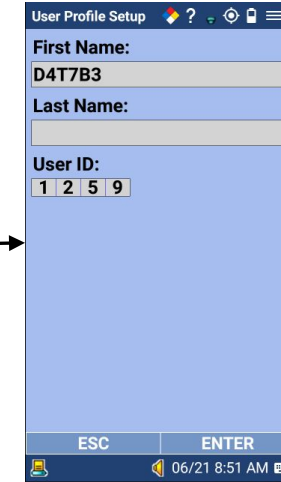 User Profile Setup ?
First Name:
D4T7B3
Last Name:
User ID:
1 2 5 9
ESC ENTER
06/21 8:51 AM